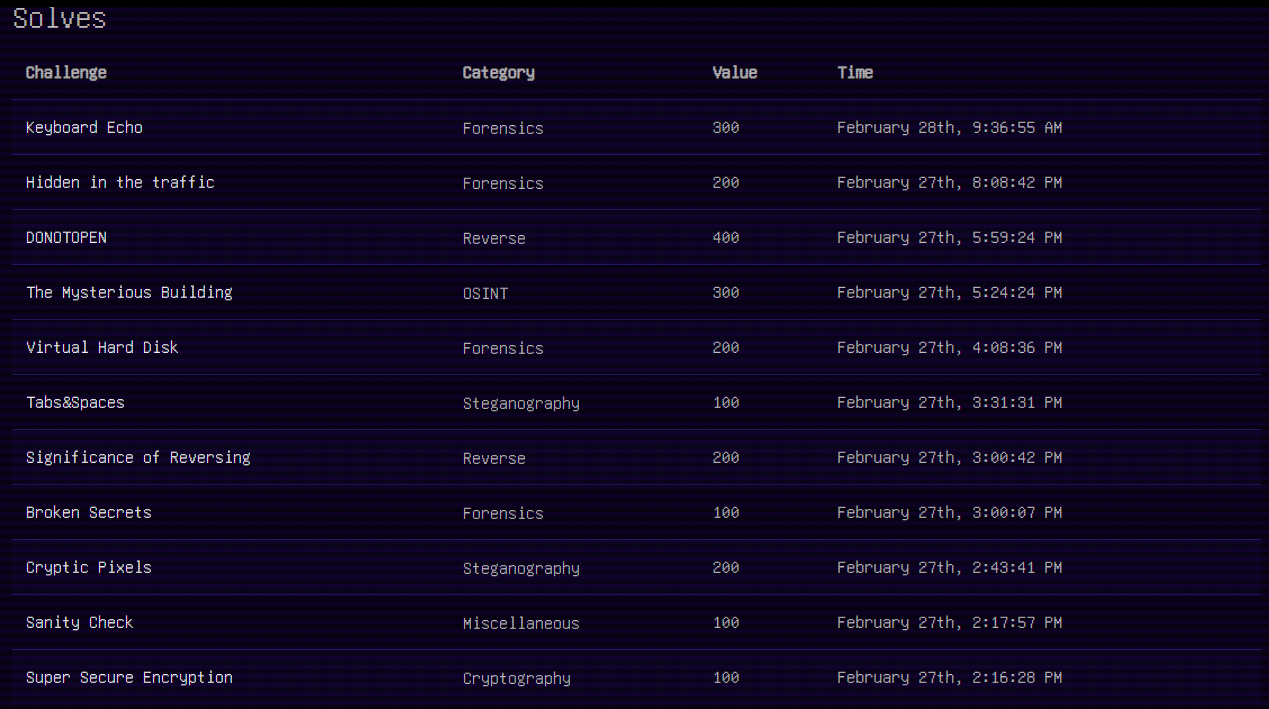 Solves
Challenge Category Value Time
Keyboard Echo Forensics 300 February 28th, 9:36:55 AM
Hidden in the traffic Forensics 200 February 27th, 8:08:42 PM
DONOTOPEN Reverse 400 February 27th, 5:59:24 PM
The Mysterious Building OSINT 300 February 27th, 5:24:24 PM
Virtual Hard Disk Forensics 200 February 27th, 4:08:36 PM
Tabs&Spaces Steganography 100 February 27th, 3:31:31 PM
Significance of Reversing Reverse 200 February 27th, 3:00:42 PM
Broken Secrets Forensics 100 February 27th, 3:00:07 PM
Cryptic Pixels Steganography 200 February 27th, 2:43:41 PM
Sanity Check Miscellaneous 100 February 27th, 2:17:57 PM
Super Secure Encryption Cryptography 100 February 27th, 2:16:28 PM